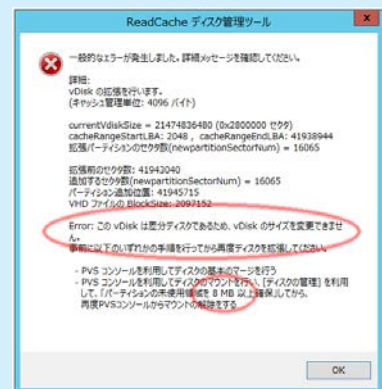 ReadCache ディスク管理ツール
一般的なエラーが発生しました。詳細メッセージを確認してください。
詳細:
vDisk の拡張を行います。
(キャッシュ管理単位: 4096 バイト)
currentVdiskSize = 21474836480 (0x2800000 セクタ)
cacheRangeStartLBA: 2048 , cacheRangeEndLBA: 41938944
拡張パーティションのセクタ数(newpartitionSectorNum) = 16065
拡張前のセクタ数: 41943040
追加するセクタ数(newpartitionSectorNum) = 16065
パーティション追加位置: 41945715
VHD ファイルの BlockSize: 2097152
Error: この vDisk は差分ディスクであるため、vDisk のサイズを変更できませ
ん。
事前に以下のいずれかの手順を行ってから再度ディスクを拡張してください。
- PVS コンソールを利用してディスクの基本のマージを行う
- PVS コンソールを利用してディスクのマウントを行い、[ディスクの管理] を利用
して、「パーティションの未使用領域を 8 MB 以上確保」してから、
再度PVSコンソールからマウントの解除をする
OK